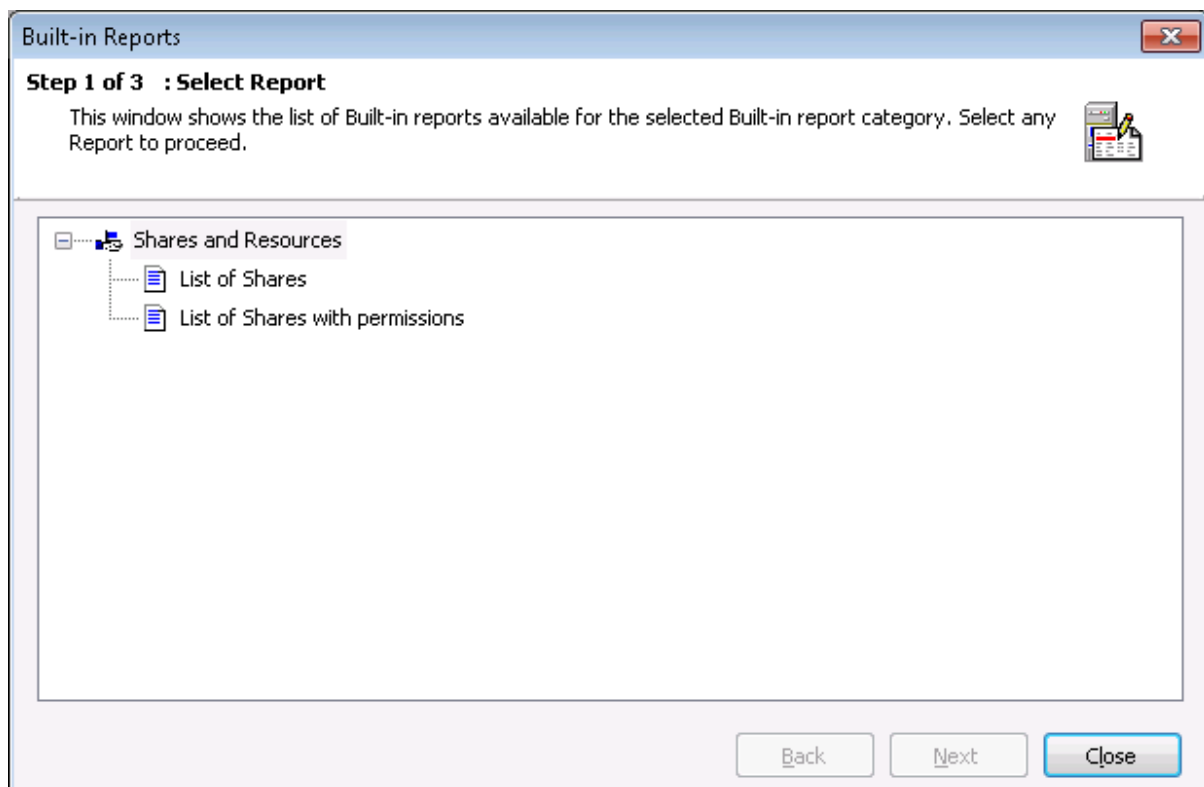 Built-in Reports
Step 1 of 3 : Select Report
This window shows the list of Built-in reports available for the selected Built-in report category. Select any
Report to proceed.
Shares and Resources
List of Shares
List of Shares with permissions
Back Next Close